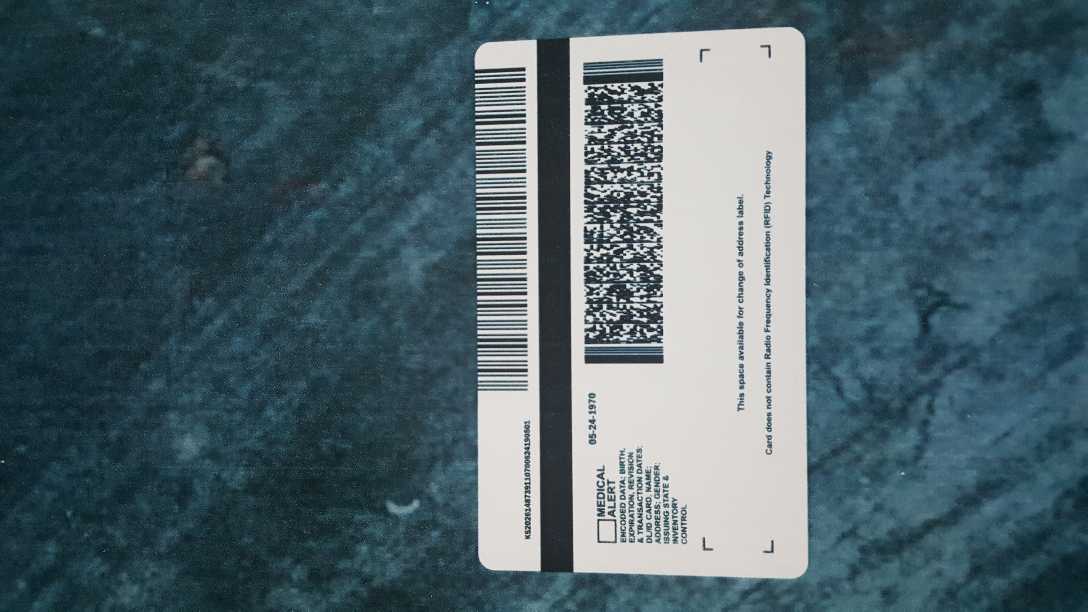 KS202614873911070062419​0501
05-24-1970
MEDICAL
ALERT
ENCODED DATA; BIRTH,
EXPIRATION, REVISION
& TRANSACTION DATES;
DL/ID CARD, NAME;
ADDRESS; GENDER;
ISSUING STATE &
INVENTORY
CONTROL.
This space available for change of address label.
Card does not contain Radio Frequency Identification (RFID) Technology